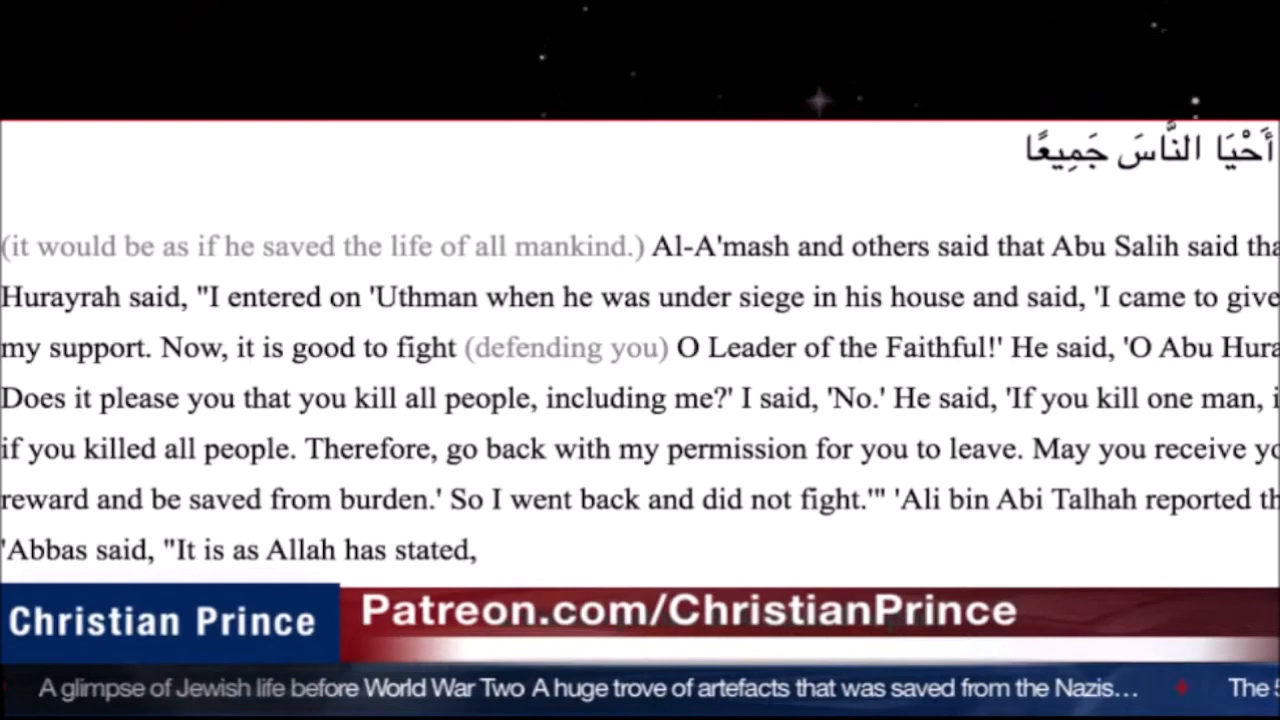 أَحْيَا النَّاسَ جَمِيعًا
(it would be as if he saved the life of all mankind.) Al-A'mash and others said that Abu Salih said tha
Hurayrah said, "I entered on 'Uthman when he was under siege in his house and said, 'I came to give
my support. Now, it is good to fight (defending you) O Leader of the Faithful!' He said, 'O Abu Hura
Does it please you that you kill all people, including me?' I said, 'No.' He said, 'If you kill one man, i
if you killed all people. Therefore, go back with my permission for you to leave. May you receive yo
reward and be saved from burden.' So I went back and did not fight.'" 'Ali bin Abi Talhah reported th
'Abbas said, "It is as Allah has stated,
Christian Prince
Patreon.com/ChristianPrince
A glimpse of Jewish life before World War Two A huge trove of artefacts that was saved from the Nazis... The 5